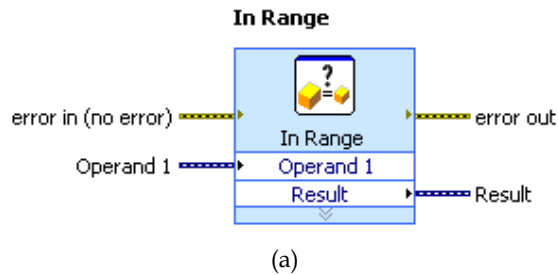 In Range
?
=
error in (no error)
error out
In Range
Operand 1
Operand 1
Result
Result
(a)